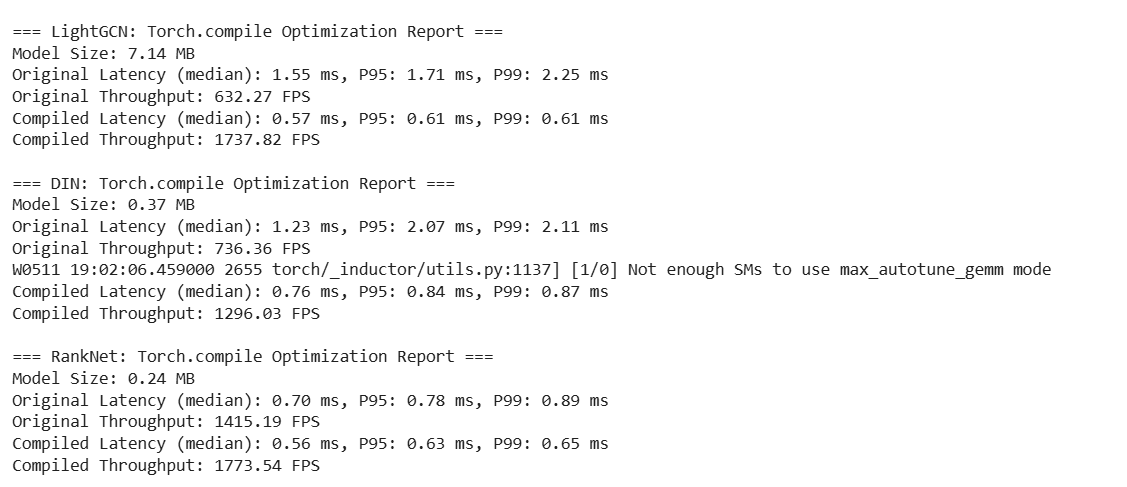 === LightGCN: Torch.compile Optimization Report ===
Model Size: 7.14 MB
Original Latency (median): 1.55 ms, P95: 1.71 ms, P99: 2.25 ms
Original Throughput: 632.27 FPS
Compiled Latency (median): 0.57 ms, P95: 0.61 ms, P99: 0.61 ms
Compiled Throughput: 1737.82 FPS

=== DIN: Torch.compile Optimization Report ===
Model Size: 0.37 MB
Original Latency (median): 1.23 ms, P95: 2.07 ms, P99: 2.11 ms
Original Throughput: 736.36 FPS
W0511 19:02:06.459000 2655 torch/_inductor/utils.py:1137] [1/0] Not enough SMs to use max_autotune_gemm mode
Compiled Latency (median): 0.76 ms, P95: 0.84 ms, P99: 0.87 ms
Compiled Throughput: 1296.03 FPS

=== RankNet: Torch.compile Optimization Report ===
Model Size: 0.24 MB
Original Latency (median): 0.70 ms, P95: 0.78 ms, P99: 0.89 ms
Original Throughput: 1415.19 FPS
Compiled Latency (median): 0.56 ms, P95: 0.63 ms, P99: 0.65 ms
Compiled Throughput: 1773.54 FPS